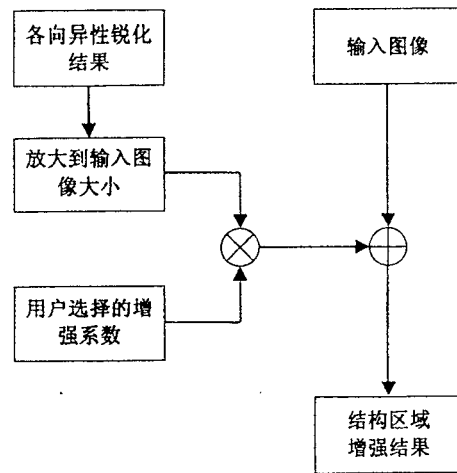 各向异性锐化
结果
输入图像
放大到输入图
像大小
用户选择的增
强系数
结构区域
增强结果